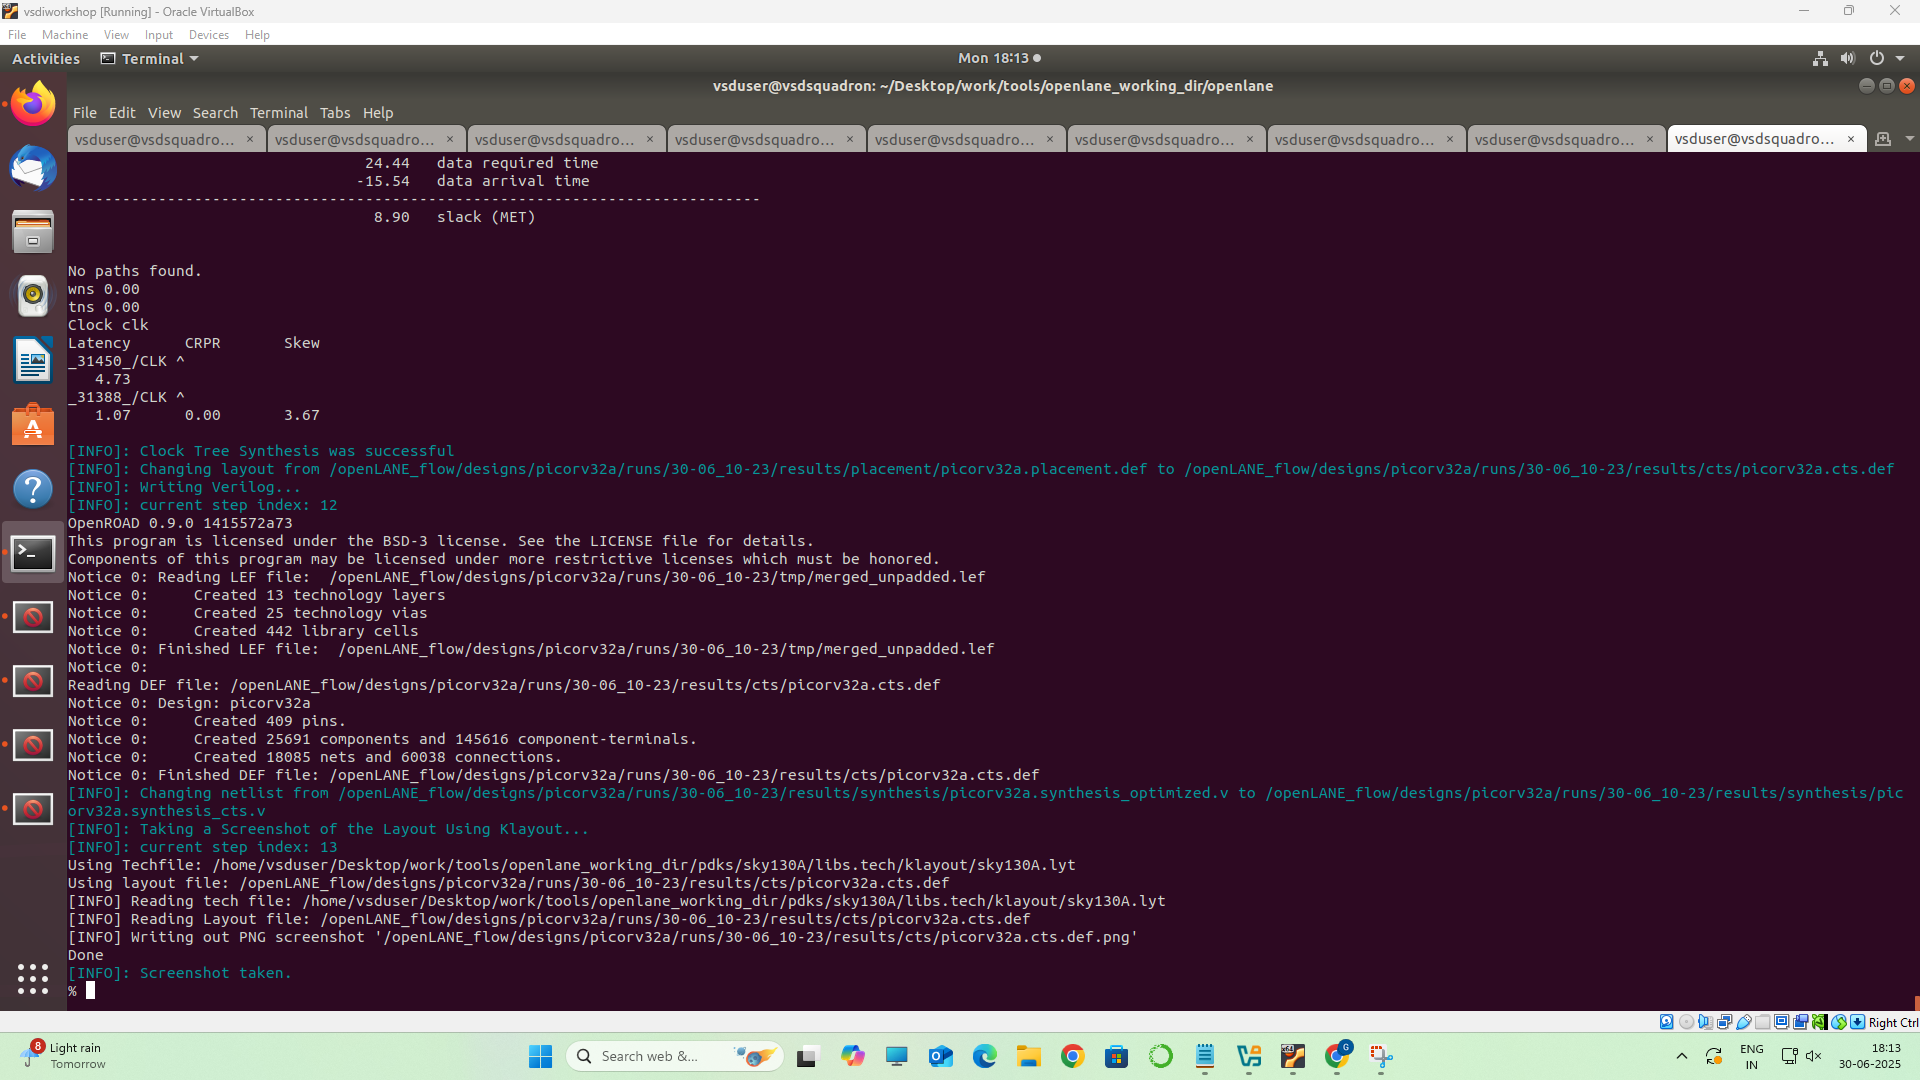 vsdiworkshop [Running] - Oracle VirtualBox
File Machine View Input Devices Help
Activities Terminal Mon 18:13
vsduser@vsdsquadron: ~/Desktop/work/tools/openlane_working_dir/openlane
File Edit View Search Terminal Tabs Help
vsduser@vsdsquadro... × vsduser@vsdsquadro... × vsduser@vsdsquadro... × vsduser@vsdsquadro... × vsduser@vsdsquadro... × vsduser@vsdsquadro... × vsduser@vsdsquadro... × vsduser@vsdsquadro... × vsduser@vsdsquadro... ×
24.44 data required time
-15.54 data arrival time
-----------------------------------------------------------------------------
8.90 slack (MET)
No paths found.
wns 0.00
tns 0.00
Clock clk
Latency CRPR Skew
_31450_/CLK ^
4.73
_31388_/CLK ^
1.07 0.00 3.67
[INFO]: Clock Tree Synthesis was successful
[INFO]: Changing layout from /openLANE_flow/designs/picorv32a/runs/30-06_10-23/results/placement/picorv32a.placement.def to /openLANE_flow/designs/picorv32a/runs/30-06_10-23/results/cts/picorv32a.cts.def
[INFO]: Writing Verilog...
[INFO]: current step index: 12
OpenROAD 0.9.0 1415572a73
This program is licensed under the BSD-3 license. See the LICENSE file for details.
Components of this program may be licensed under more restrictive licenses which must be honored.
Notice 0: Reading LEF file: /openLANE_flow/designs/picorv32a/runs/30-06_10-23/tmp/merged_unpadded.lef
Notice 0: Created 13 technology layers
Notice 0: Created 25 technology vias
Notice 0: Created 442 library cells
Notice 0: Finished LEF file: /openLANE_flow/designs/picorv32a/runs/30-06_10-23/tmp/merged_unpadded.lef
Notice 0:
Reading DEF file: /openLANE_flow/designs/picorv32a/runs/30-06_10-23/results/cts/picorv32a.cts.def
Notice 0: Design: picorv32a
Notice 0: Created 409 pins.
Notice 0: Created 25691 components and 145616 component-terminals.
Notice 0: Created 18085 nets and 60038 connections.
Notice 0: Finished DEF file: /openLANE_flow/designs/picorv32a/runs/30-06_10-23/results/cts/picorv32a.cts.def
[INFO]: Changing netlist from /openLANE_flow/designs/picorv32a/runs/30-06_10-23/results/synthesis/picorv32a.synthesis_optimized.v to /openLANE_flow/designs/picorv32a/runs/30-06_10-23/results/synthesis/pic
orv32a.synthesis_cts.v
[INFO]: Taking a Screenshot of the Layout Using Klayout...
[INFO]: current step index: 13
Using Techfile: /home/vsduser/Desktop/work/tools/openlane_working_dir/pdks/sky130A/libs.tech/klayout/sky130A.lyt
Using layout file: /openLANE_flow/designs/picorv32a/runs/30-06_10-23/results/cts/picorv32a.cts.def
[INFO] Reading tech file: /home/vsduser/Desktop/work/tools/openlane_working_dir/pdks/sky130A/libs.tech/klayout/sky130A.lyt
[INFO] Reading Layout file: /openLANE_flow/designs/picorv32a/runs/30-06_10-23/results/cts/picorv32a.cts.def
[INFO] Writing out PNG screenshot '/openLANE_flow/designs/picorv32a/runs/30-06_10-23/results/cts/picorv32a.cts.def.png'
Done
[INFO]: Screenshot taken.
%
Right Ctrl
8 Light rain
Tomorrow
Search web &...
G
ENG
IN
18:13
30-06-2025